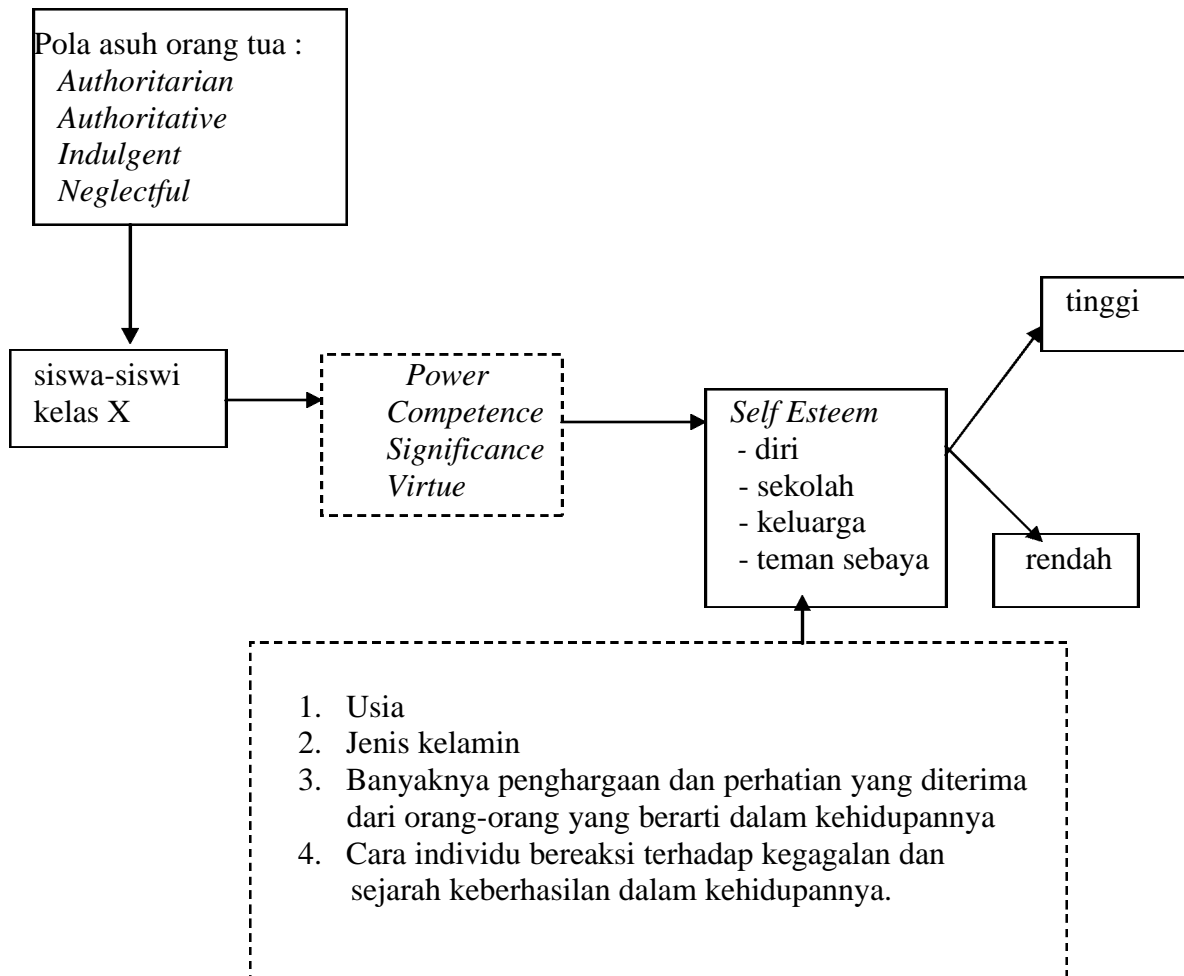 Pola asuh orang tua :
Authoritarian
Authoritative
Indulgent
Neglectful
tinggi
siswa-siswi
kelas X
Power
Competence
Significance
Virtue
Self Esteem
- diri
- sekolah
- keluarga
- teman sebaya
rendah
1. Usia
2. Jenis kelamin
3. Banyaknya penghargaan dan perhatian yang diterima
dari orang-orang yang berarti dalam kehidupannya
4. Cara individu bereaksi terhadap kegagalan dan
sejarah keberhasilan dalam kehidupannya.